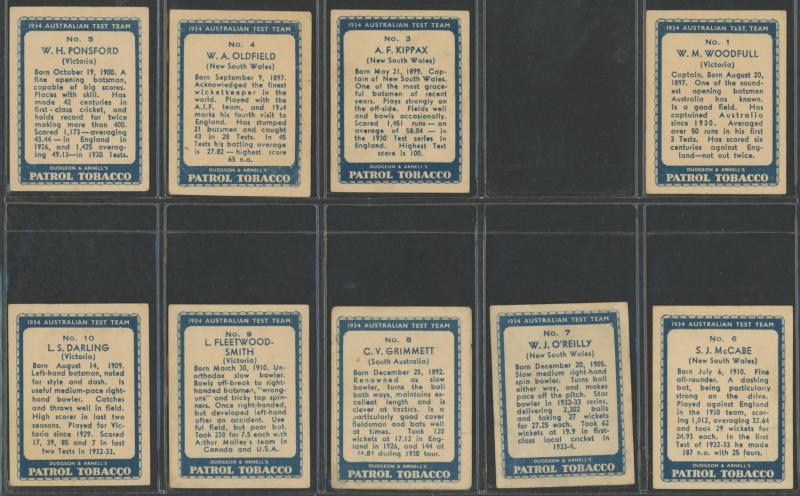 1934 AUSTRALIAN TEST TEAM
No. 5
W. H. PONSFORD
(Victoria)
Born October 19, 1900. A
fine opening batsman,
capable of big scores.
Places with skill. Has
made 42 centuries in
first-class cricket, and
holds record for twice
making more than 400.
Scored 1,173—averaging
43.44—in England in
1926, and 1,425 averag-
ing 49.13—in 1930 Tests.
DUDGEON & ARNELL'S
PATROL TOBACCO
1934 AUSTRALIAN TEST TEAM
No. 4
W. A. OLDFIELD
(New South Wales)
Born September 9, 1897.
Acknowledged the finest
wicketkeeper in the
world. Played with the
A.I.F. team, and 1934
marks his fourth visit to
England. Has stumped
21 batsmen and caught
43 in 28 Tests. In 45
Tests his batting average
is 27.82 — highest score
65 n.o.
DUDGEON & ARNELL'S
PATROL TOBACCO
1934 AUSTRALIAN TEST TEAM
No. 3
A. F. KIPPAX
(New South Wales)
Born May 21, 1899. Cap-
tain of New South Wales.
One of the most grace-
ful batsmen of recent
years. Plays strongly on
the off-side. Fields well
and bowls occasionally.
Scored 1,451 runs — an
average of 58.04 — in
the 1930 Test series in
England. Highest Test
score is 100.
DUDGEON & ARNELL'S
PATROL TOBACCO
1934 AUSTRALIAN TEST TEAM
No. 1
W. M. WOODFULL
(Victoria)
Captain. Born August 20,
1897. One of the sound-
est opening batsmen
Australia has known.
Is a good field. Has
captained Australia
since 1930. Averaged
over 50 runs in his first
3 Tests. Has scored six
centuries against Eng-
land—not out twice.
DUDGEON & ARNELL'S
PATROL TOBACCO
1934 AUSTRALIAN TEST TEAM
No. 10
L. S. DARLING
(Victoria)
Born August 14, 1909.
Left-hand batsman, noted
for style and dash. Is
useful medium-pace right-
hand bowler. Catches
and throws well in field.
High scorer in last two
seasons. Played for Vic-
toria since 1929. Scored
17, 39, 85 and 7 in last
two Tests in 1932-33.
DUDGEON & ARNELL'S
PATROL TOBACCO
1934 AUSTRALIAN TEST TEAM
No. 9
L. FLEETWOOD-
SMITH
(Victoria)
Born March 30, 1910. Un-
orthodox slow bowler.
Bowls off-break to right-
handed batsmen, "wrong-
uns" and tricky top spin-
ners. Once right-handed,
but developed left-hand
after an accident. Use-
ful field, but poor bat.
Took 238 for 7.5 each with
Arthur Mailey's team in
Canada and U.S.A.
DUDGEON & ARNELL'S
PATROL TOBACCO
1934 AUSTRALIAN TEST TEAM
No. 8
C. V. GRIMMETT
(South Australia)
Born December 25, 1892.
Renowned as slow
bowler, turns the ball
both ways, maintains ex-
cellent length and is
clever at tactics. Is a
particularly good cover
fieldsman and bats well
at times. Took 120
wickets at 17.12 in Eng-
land in 1926, and 144 at
14.81 during 1930 tour.
DUDGEON & ARNELL'S
PATROL TOBACCO
1934 AUSTRALIAN TEST TEAM
No. 7
W. J. O'REILLY
(New South Wales)
Born December 20, 1905.
Slow medium right-hand
spin bowler. Turns ball
either way, and makes
pace off the pitch. Star
bowler in 1932-33 series,
delivering 2,302 balls
and taking 27 wickets
for 27.25 each. Took 62
wickets at 19.9 in first-
class local cricket in
1933-4.
DUDGEON & ARNELL'S
PATROL TOBACCO
1934 AUSTRALIAN TEST TEAM
No. 6
S. J. McCABE
(New South Wales)
Born July 6, 1910. Fine
all-rounder. A dashing
bat, being particularly
strong on the drive.
Played against England
in the 1930 team, scor-
ing 1,012, averaging 32.64
and took 29 wickets for
24.93 each. In the first
Test of 1932-33 he made
187 n.o. with 25 fours.
DUDGEON & ARNELL'S
PATROL TOBACCO